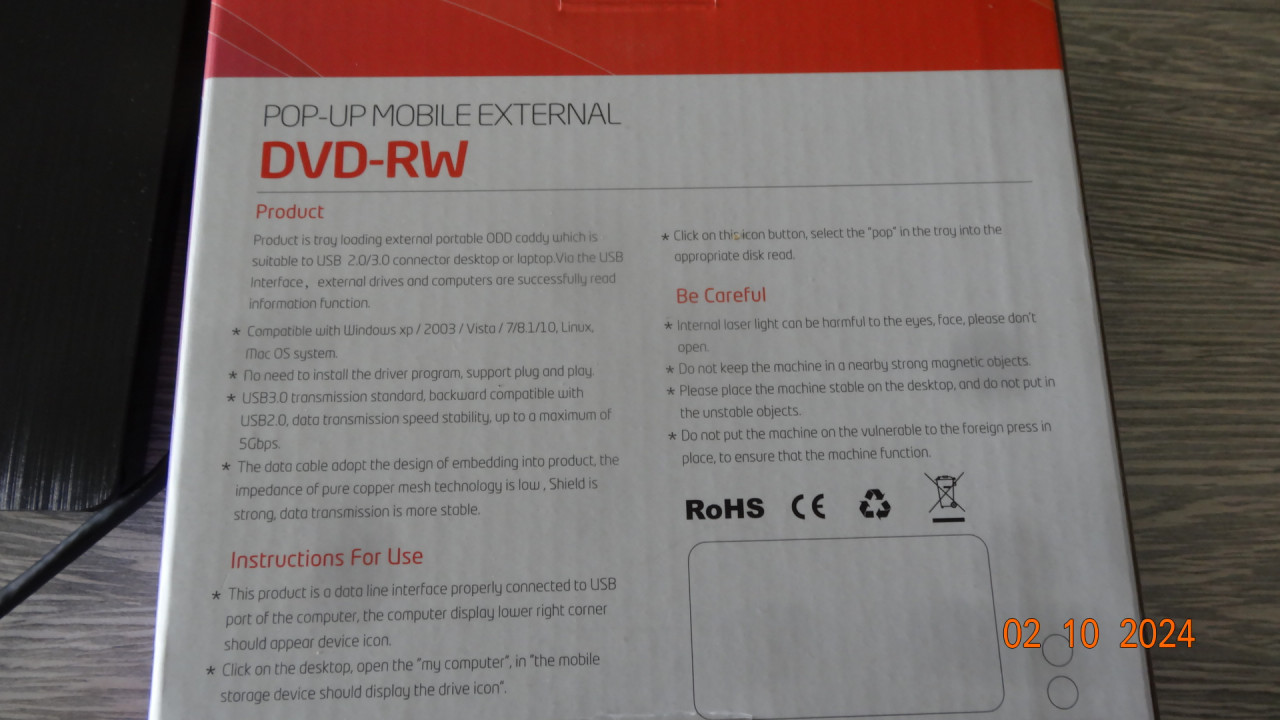 POP-UP MOBILE EXTERNAL
DVD-RW
Product
Product is tray loading external portable ODD caddy which is
suitable to USB 2.0/3.0 connector desktop or laptop.Via the USB
Interface, external drives and computers are successfully read
information function.
* Compatible with Windows xp / 2003 / Vista / 7/8.1/10, Linux,
Mac OS system.
* No need to install the driver program, support plug and play.
* USB3.0 transmission standard, backward compatible with
USB2.0, data transmission speed stability, up to a maximum of
5Gbps.
* The data cable adopt the design of embedding into product, the
impedance of pure copper mesh technology is low , Shield is
strong, data transmission is more stable.
Instructions For Use
* This product is a data line interface properly connected to USB
port of the computer, the computer display lower right corner
should appear device icon.
* Click on the desktop, open the "my computer", in "the mobile
storage device should display the drive icon".
* Click on this icon button, select the "pop" in the tray into the
appropriate disk read.
Be Careful
* Internal laser light can be harmful to the eyes, face, please don't
open.
* Do not keep the machine in a nearby strong magnetic objects.
* Please place the machine stable on the desktop, and do not put in
the unstable objects.
* Do not put the machine on the vulnerable to the foreign press in
place, to ensure that the machine function.
RoHS CE
02 10 2024